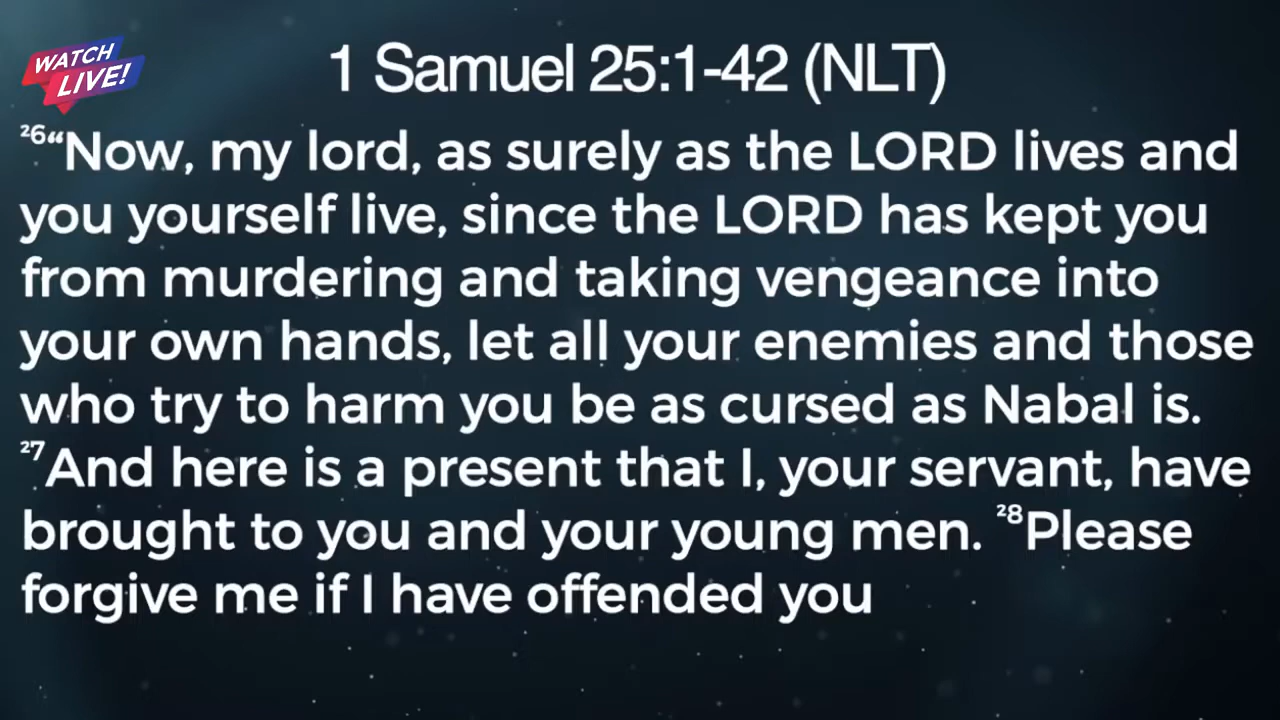 WATCH
LIVE!
1 Samuel 25:1-42 (NLT)
²⁶“Now, my lord, as surely as the LORD lives and
you yourself live, since the LORD has kept you
from murdering and taking vengeance into
your own hands, let all your enemies and those
who try to harm you be as cursed as Nabal is.
²⁷And here is a present that I, your servant, have
brought to you and your young men. ²⁸Please
forgive me if I have offended you